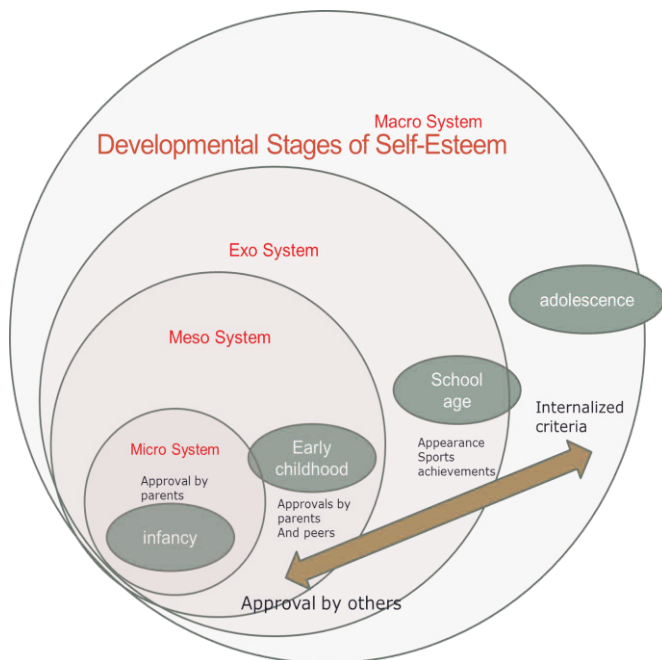 Macro System
Developmental Stages of Self-Esteem
Exo System
adolescence
Meso System
School
age
Internalized
criteria
Appearance
Sports
achievements
Micro System
Early
childhood
Approval by
parents
Approvals by
parents
And peers
infancy
Approval by others